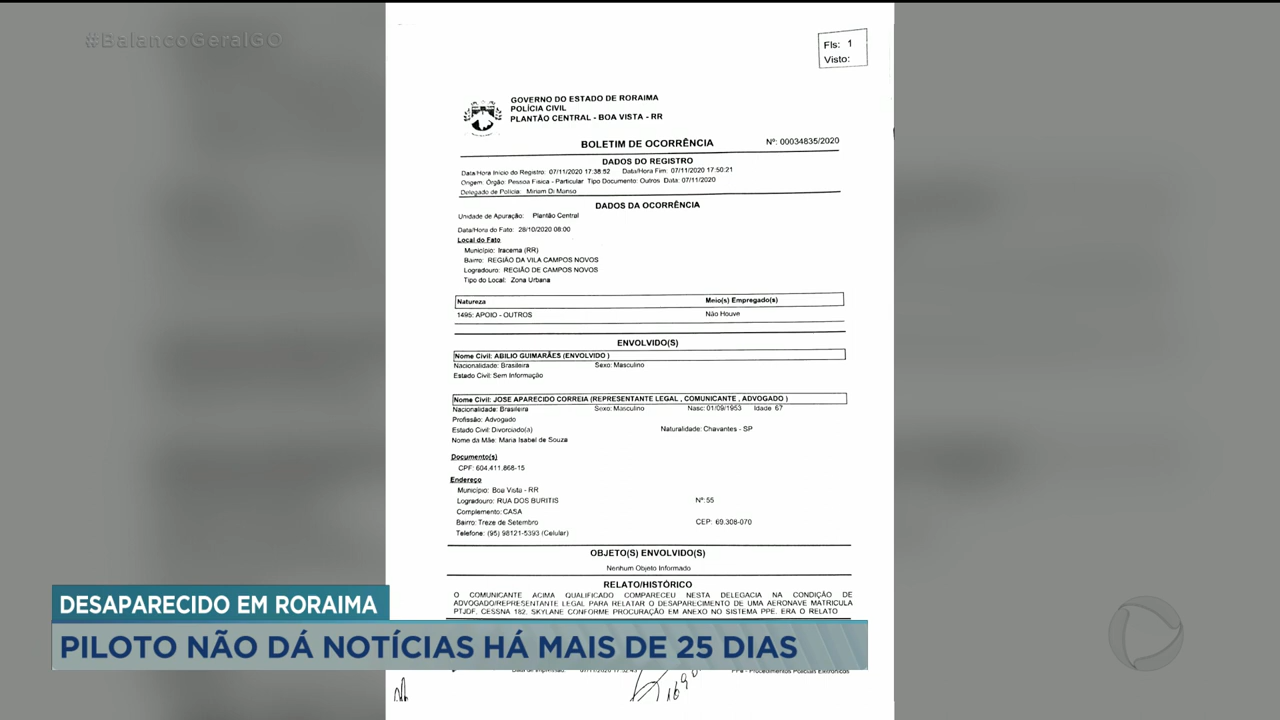 #BalancoGeralGO
Fls: 1
Visto:
GOVERNO DO ESTADO DE RORAIMA
POLÍCIA CIVIL
PLANTÃO CENTRAL - BOA VISTA - RR
BOLETIM DE OCORRÊNCIA Nº: 00034835/2020
DADOS DO REGISTRO
Data/Hora Início do Registro: 07/11/2020 17:38:52 Data/Hora Fim: 07/11/2020 17:50:21
Origem: Órgão: Pessoa Física - Particular Tipo Documento: Outros Data: 07/11/2020
Delegado de Polícia: Miriam Di Manso
DADOS DA OCORRÊNCIA
Unidade de Apuração: Plantão Central
Data/Hora do Fato: 28/10/2020 08:00
Local do Fato
Município: Iracema (RR)
Bairro: REGIÃO DA VILA CAMPOS NOVOS
Logradouro: REGIÃO DE CAMPOS NOVOS
Tipo do Local: Zona Urbana
Natureza Meio(s) Empregado(s)
1495: APOIO - OUTROS Não Houve
ENVOLVIDO(S)
Nome Civil: ABILIO GUIMARÃES (ENVOLVIDO )
Nacionalidade: Brasileira Sexo: Masculino
Estado Civil: Sem Informação
Nome Civil: JOSE APARECIDO CORREIA (REPRESENTANTE LEGAL , COMUNICANTE , ADVOGADO )
Nacionalidade: Brasileira Sexo: Masculino Nasc: 01/09/1953 Idade 67
Profissão: Advogado
Estado Civil: Divorciado(a) Naturalidade: Chavantes - SP
Nome da Mãe: Maria Isabel de Souza
Documento(s)
CPF: 604.411.868-15
Endereço
Município: Boa Vista - RR
Logradouro: RUA DOS BURITIS Nº: 55
Complemento: CASA
Bairro: Treze de Setembro CEP: 69.308-070
Telefone: (95) 98121-5393 (Celular)
OBJETO(S) ENVOLVIDO(S)
Nenhum Objeto Informado
RELATO/HISTÓRICO
O COMUNICANTE ACIMA QUALIFICADO COMPARECEU NESTA DELEGACIA NA CONDIÇÃO DE
ADVOGADO/REPRESENTANTE LEGAL PARA RELATAR O DESAPARECIMENTO DE UMA AERONAVE MATRICULA
PTJDF, CESSNA 182, SKYLANE CONFORME PROCURAÇÃO EM ANEXO NO SISTEMA PPE. ERA O RELATO
DESAPARECIDO EM RORAIMA
PILOTO NÃO DÁ NOTÍCIAS HÁ MAIS DE 25 DIAS